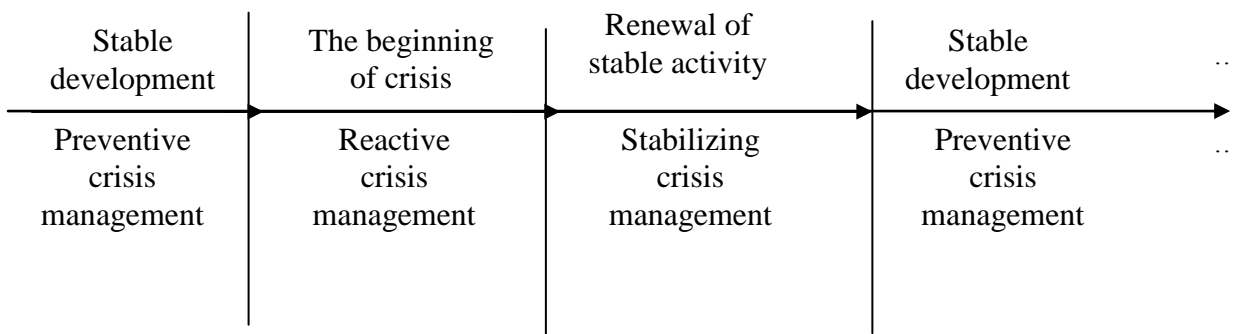 Stable
development
The beginning
of crisis
Renewal of
stable activity
Stable
development
..
Preventive
crisis
management
Reactive
crisis
management
Stabilizing
crisis
management
Preventive
crisis
management
..